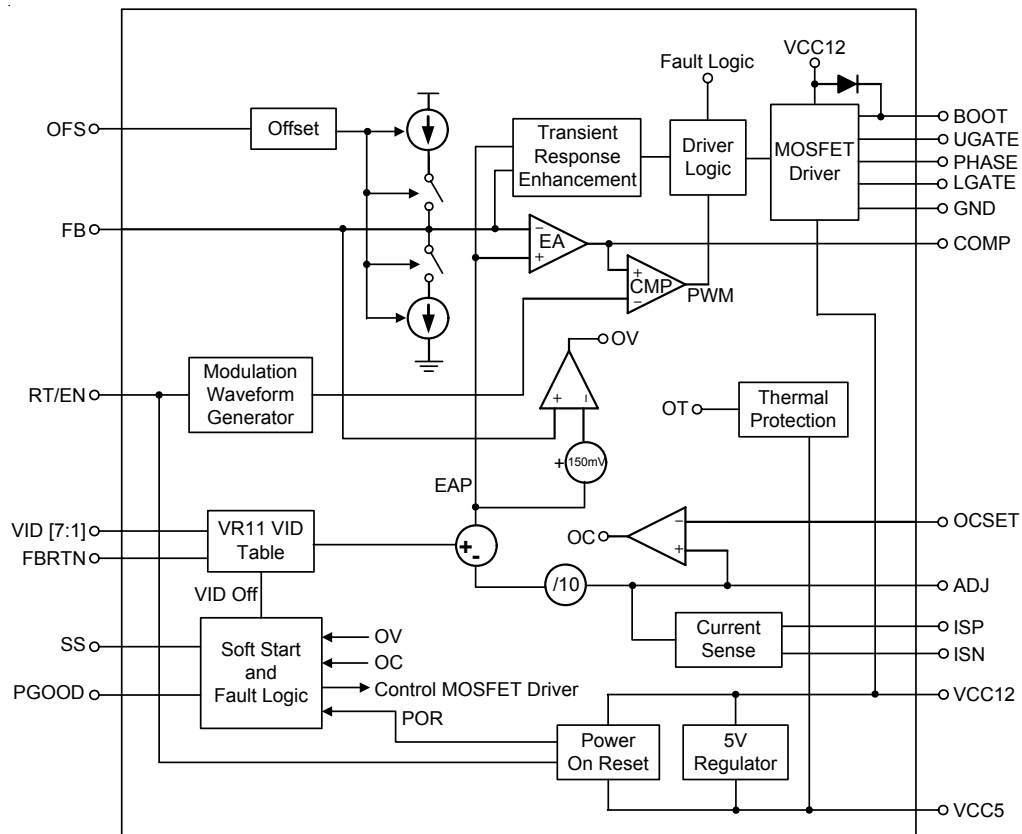 VCC12
Fault Logic
OFS
Offset
Transient
Response
Enhancement
Driver
Logic
MOSFET
Driver
BOOT
UGATE
PHASE
LGATE
GND
FB
−
EA
+
COMP
+
CMP
−
PWM
OV
RT/EN
Modulation
Waveform
Generator
+
−
OT
Thermal
Protection
+
150mV
EAP
VID [7:1]
FBRTN
VR11 VID
Table
+
-
OC
−
+
OCSET
/10
ADJ
VID Off
SS
PGOOD
Soft Start
and
Fault Logic
OV
OC
Control MOSFET Driver
POR
Current
Sense
ISP
ISN
VCC12
Power
On Reset
5V
Regulator
VCC5